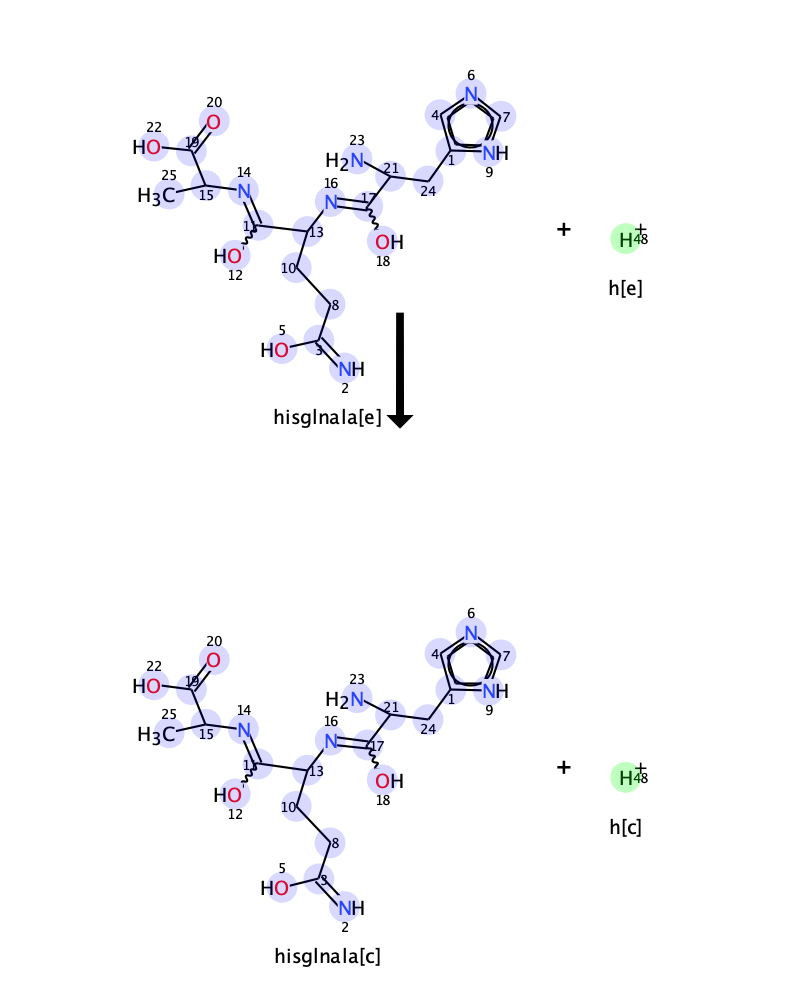 6
20
4 N 7
O
22 23 NH
HO 19 H₂N 21 1 9
25 14 16 24
H₃C 15 N N 17
11 13 + H⁺ 48
HO OH
12 18 h[e]
10
8
5
HO 3
NH
2
hisglnala[e]
6
20
4 N 7
O
22 23 NH
HO 19 H₂N 21 1 9
25 14 16 24
H₃C 15 N N 17
11 13 + H⁺ 48
HO OH
12 18 h[c]
10
8
5
HO 3
NH
2
hisglnala[c]